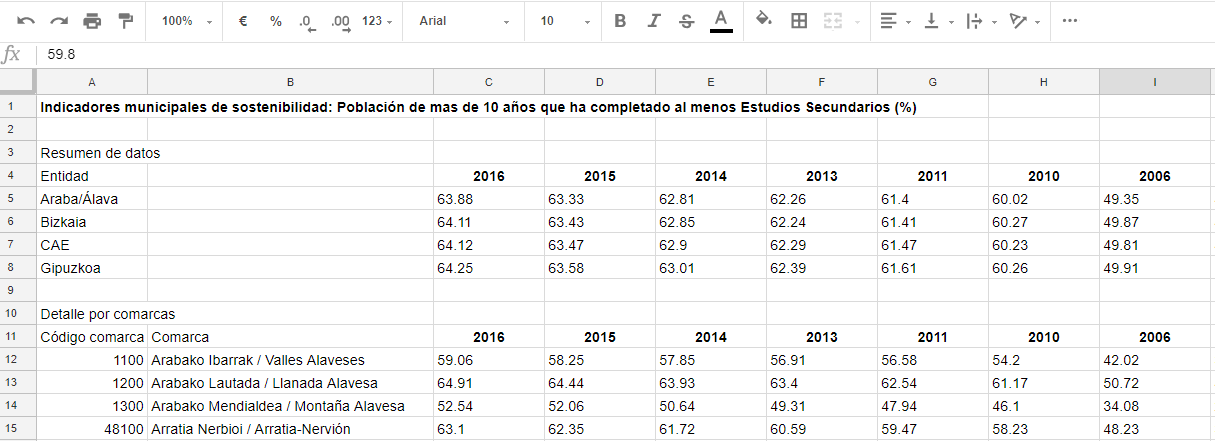 100% € % .0 .00 123 Arial 10 B I S A
fx 59.8
A B C D E F G H I
1 Indicadores municipales de sostenibilidad: Población de mas de 10 años que ha completado al menos Estudios Secundarios (%)
2
3 Resumen de datos
4 Entidad 2016 2015 2014 2013 2011 2010 2006
5 Araba/Álava 63.88 63.33 62.81 62.26 61.4 60.02 49.35
6 Bizkaia 64.11 63.43 62.85 62.24 61.41 60.27 49.87
7 CAE 64.12 63.47 62.9 62.29 61.47 60.23 49.81
8 Gipuzkoa 64.25 63.58 63.01 62.39 61.61 60.26 49.91
9
10 Detalle por comarcas
11 Código comarca Comarca 2016 2015 2014 2013 2011 2010 2006
12 1100 Arabako Ibarrak / Valles Alaveses 59.06 58.25 57.85 56.91 56.58 54.2 42.02
13 1200 Arabako Lautada / Llanada Alavesa 64.91 64.44 63.93 63.4 62.54 61.17 50.72
14 1300 Arabako Mendialdea / Montaña Alavesa 52.54 52.06 50.64 49.31 47.94 46.1 34.08
15 48100 Arratia Nerbioi / Arratia-Nervión 63.1 62.35 61.72 60.59 59.47 58.23 48.23